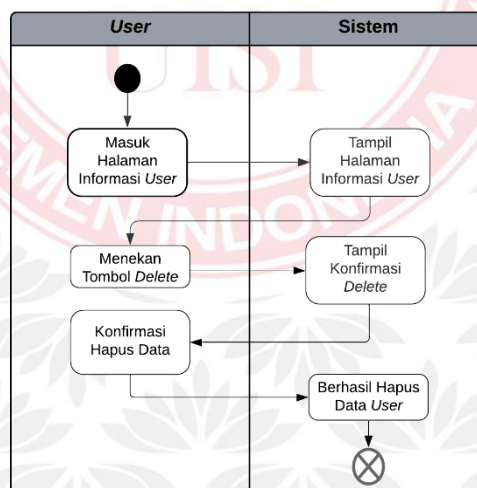 User
Sistem
UISI
Masuk
Halaman
Informasi User
Tampil
Halaman
Informasi User
Menekan
Tombol Delete
Tampil
Konfirmasi
Delete
Konfirmasi
Hapus Data
Berhasil Hapus
Data User